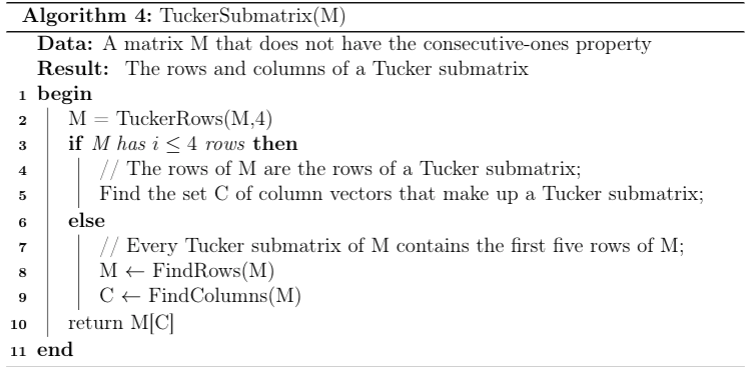 Algorithm 4: TuckerSubmatrix(M)
Data: A matrix M that does not have the consecutive-ones property
Result: The rows and columns of a Tucker submatrix
1 begin
2 M = TuckerRows(M,4)
3 if M has i ≤ 4 rows then
4 // The rows of M are the rows of a Tucker submatrix;
5 Find the set C of column vectors that make up a Tucker submatrix;
6 else
7 // Every Tucker submatrix of M contains the first five rows of M;
8 M ← FindRows(M)
9 C ← FindColumns(M)
10 return M[C]
11 end